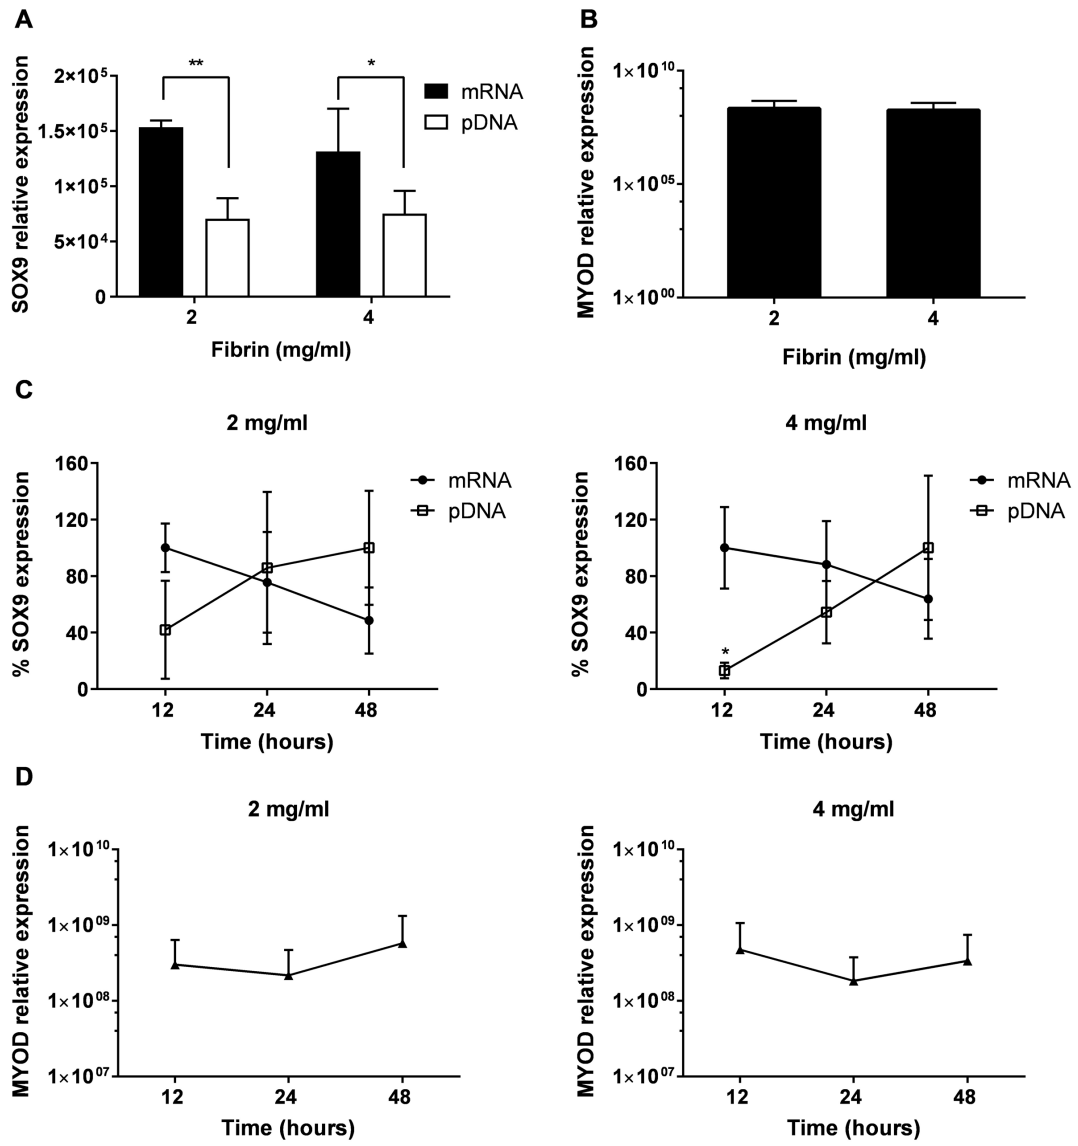 A
SOX9 relative expression
2×10⁵
1.5×10⁵
1×10⁵
5×10⁴
0
**
*
mRNA
pDNA
2
4
Fibrin (mg/ml)
B
MYOD relative expression
1×10¹⁰
1×10⁰⁵
1×10⁰⁰
2
4
Fibrin (mg/ml)
C
2 mg/ml
% SOX9 expression
160
120
80
40
0
mRNA
pDNA
12
24
48
Time (hours)
4 mg/ml
% SOX9 expression
160
120
80
40
0
*
mRNA
pDNA
12
24
48
Time (hours)
D
2 mg/ml
MYOD relative expression
1×10¹⁰
1×10⁰⁹
1×10⁰⁸
1×10⁰⁷
12
24
48
Time (hours)
4 mg/ml
MYOD relative expression
1×10¹⁰
1×10⁰⁹
1×10⁰⁸
1×10⁰⁷
12
24
48
Time (hours)